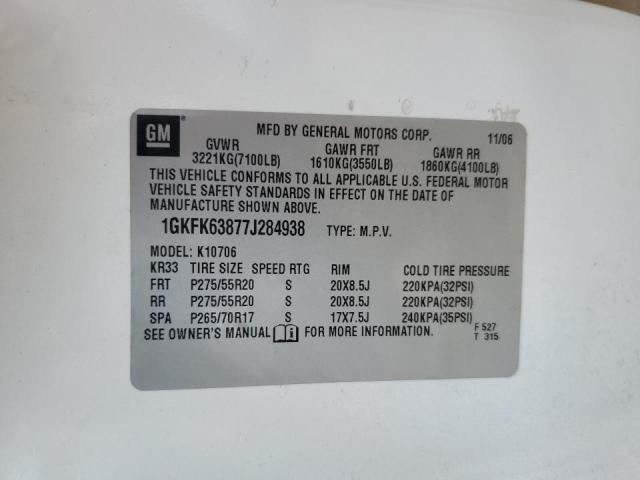 GM
MFD BY GENERAL MOTORS CORP. 11/06
GVWR GAWR FRT GAWR RR
3221KG(7100LB) 1610KG(3550LB) 1860KG(4100LB)
THIS VEHICLE CONFORMS TO ALL APPLICABLE U.S. FEDERAL MOTOR
VEHICLE SAFETY STANDARDS IN EFFECT ON THE DATE OF
MANUFACTURE SHOWN ABOVE.
1GKFK63877J284938 TYPE: M.P.V.
MODEL: K10706
KR33 TIRE SIZE SPEED RTG RIM COLD TIRE PRESSURE
FRT P275/55R20 S 20X8.5J 220KPA(32PSI)
RR P275/55R20 S 20X8.5J 220KPA(32PSI)
SPA P265/70R17 S 17X7.5J 240KPA(35PSI)
SEE OWNER'S MANUAL i FOR MORE INFORMATION. F 527
T 315